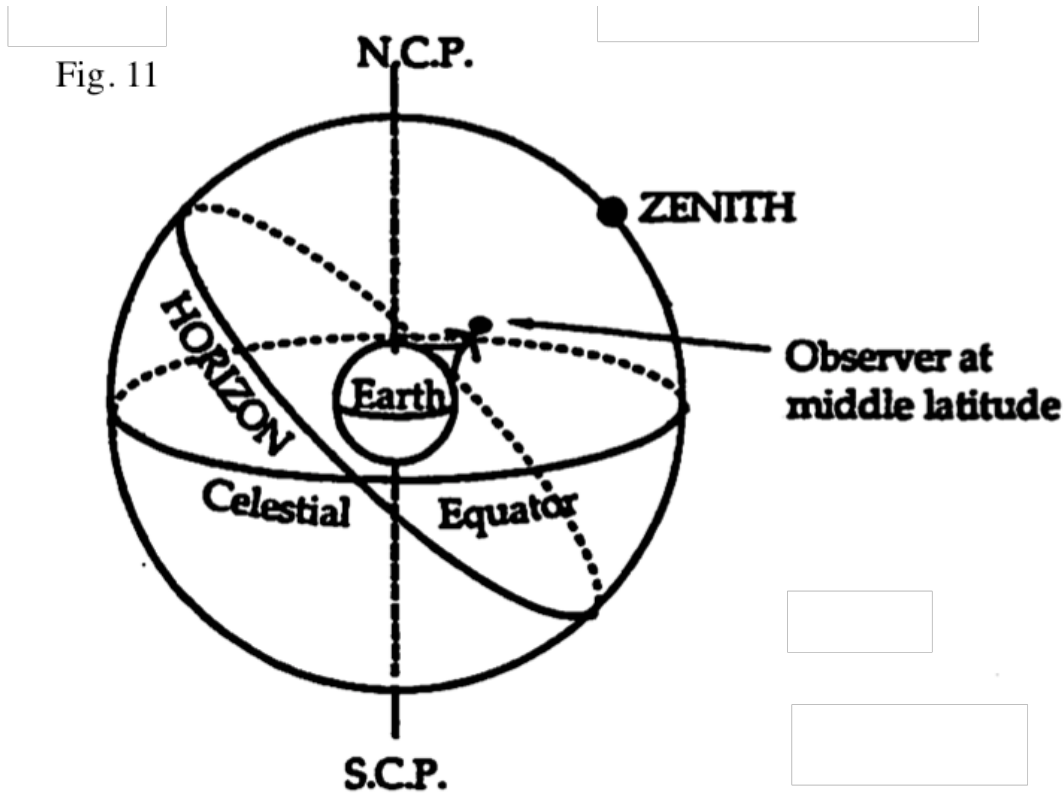 N.C.P.
Fig. 11
ZENITH
HORIZON
Earth
Observer at
middle latitude
Celestial Equator
S.C.P.